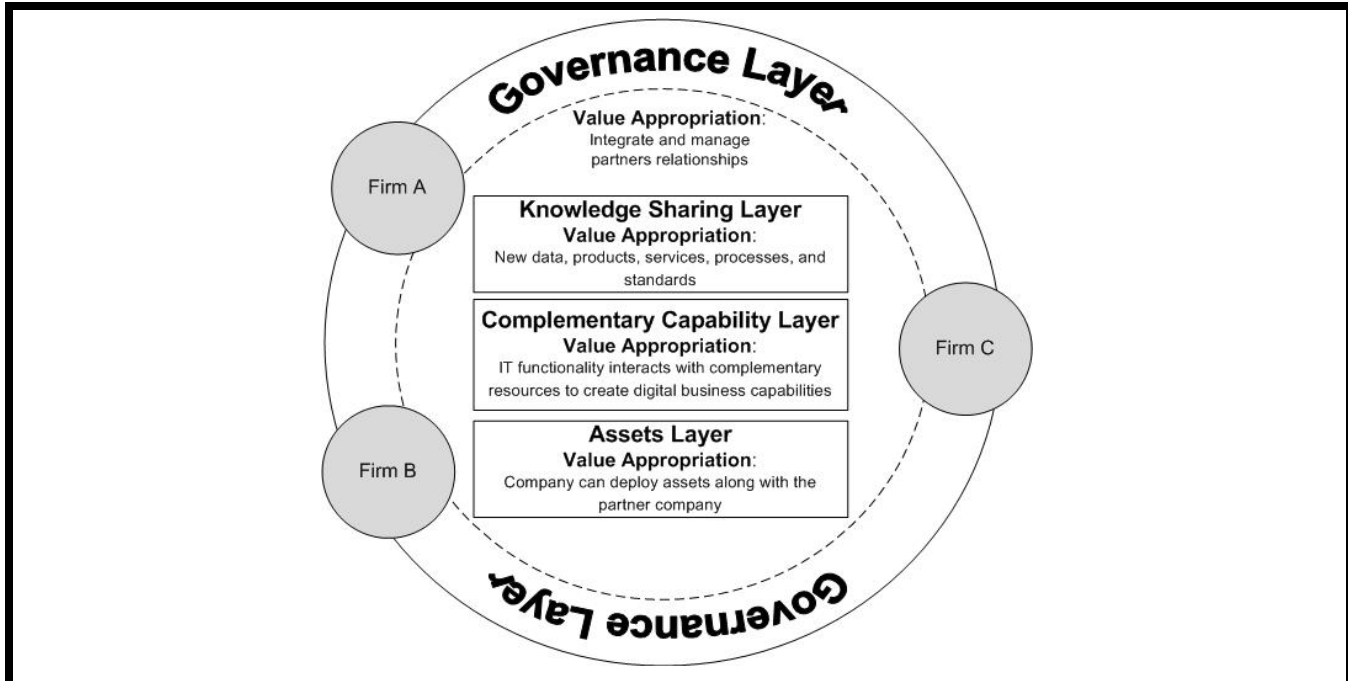 Governance Layer
Value Appropriation:
Integrate and manage
partners relationships
Firm A
Knowledge Sharing Layer
Value Appropriation:
New data, products, services, processes, and
standards
Complementary Capability Layer
Value Appropriation:
IT functionality interacts with complementary
resources to create digital business capabilities
Firm C
Assets Layer
Value Appropriation:
Company can deploy assets along with the
partner company
Firm B
Governance Layer